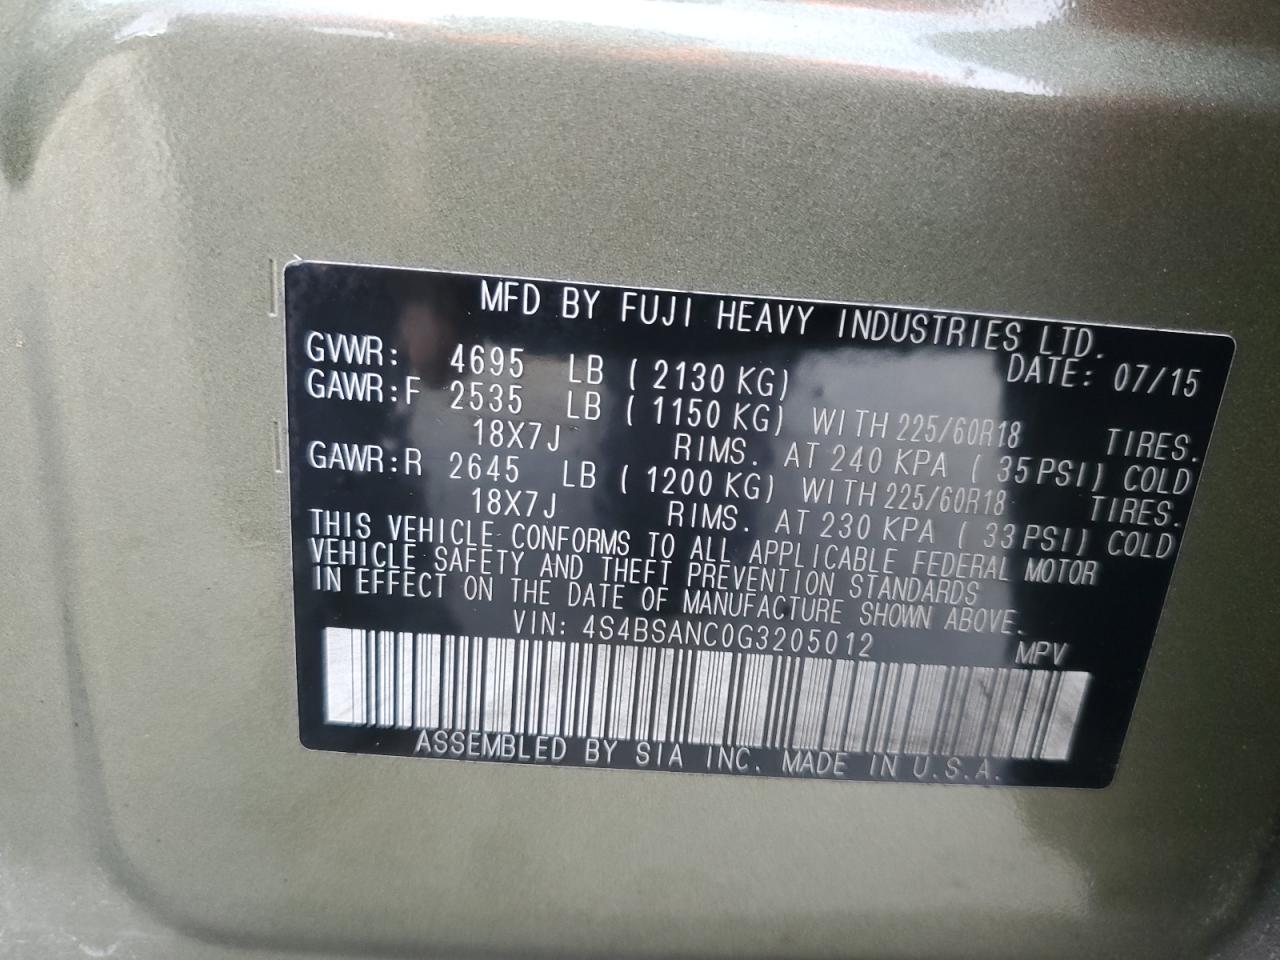 MFD BY FUJI HEAVY INDUSTRIES LTD.
DATE: 07/15
GVWR: 4695 LB ( 2130 KG)
GAWR:F 2535 LB ( 1150 KG) WITH 225/60R18 TIRES.
18X7J RIMS. AT 240 KPA ( 35PSI) COLD
GAWR:R 2645 LB ( 1200 KG) WITH 225/60R18 TIRES.
18X7J RIMS. AT 230 KPA ( 33PSI) COLD
THIS VEHICLE CONFORMS TO ALL APPLICABLE FEDERAL MOTOR
VEHICLE SAFETY AND THEFT PREVENTION STANDARDS
IN EFFECT ON THE DATE OF MANUFACTURE SHOWN ABOVE.
VIN: 4S4BSANC0G3205012 MPV
ASSEMBLED BY SIA INC. MADE IN U.S.A.